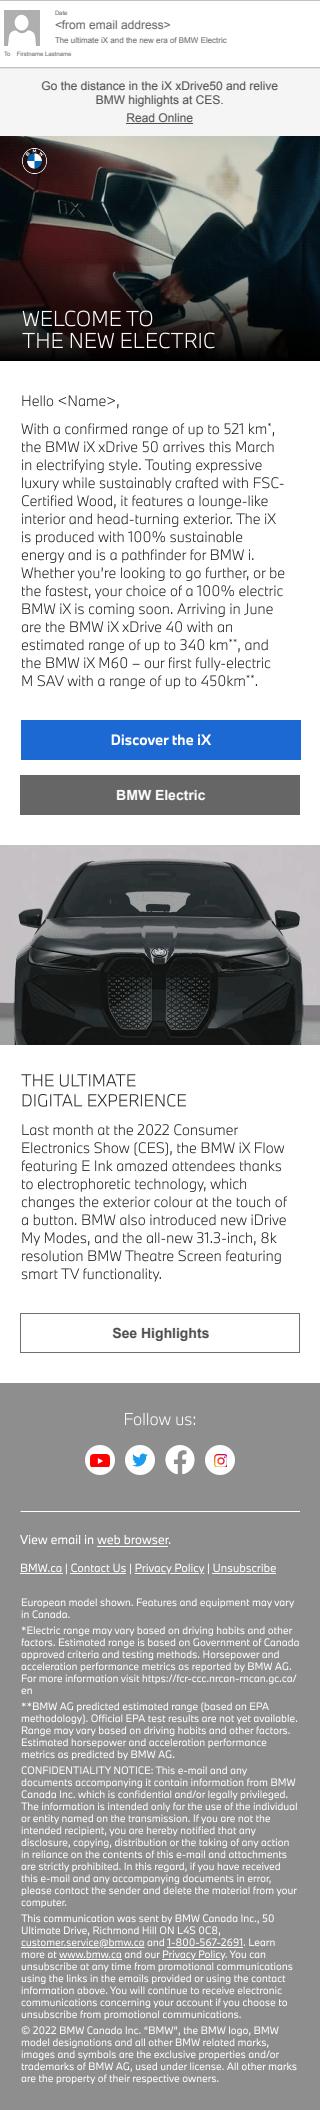 Date
<from email address>
The ultimate iX and the new era of BMW Electric
To Firstname Lastname
Go the distance in the iX xDrive50 and relive
BMW highlights at CES.
Read Online
BMW
iX
WELCOME TO
THE NEW ELECTRIC
Hello <Name>,
With a confirmed range of up to 521 km*,
the BMW iX xDrive 50 arrives this March
in electrifying style. Touting expressive
luxury while sustainably crafted with FSC-
Certified Wood, it features a lounge-like
interior and head-turning exterior. The iX
is produced with 100% sustainable
energy and is a pathfinder for BMW i.
Whether you're looking to go further, or be
the fastest, your choice of a 100% electric
BMW iX is coming soon. Arriving in June
are the BMW iX xDrive 40 with an
estimated range of up to 340 km**, and
the BMW iX M60 – our first fully-electric
M SAV with a range of up to 450km**.
Discover the iX
BMW Electric
THE ULTIMATE
DIGITAL EXPERIENCE
Last month at the 2022 Consumer
Electronics Show (CES), the BMW iX Flow
featuring E Ink amazed attendees thanks
to electrophoretic technology, which
changes the exterior colour at the touch of
a button. BMW also introduced new iDrive
My Modes, and the all-new 31.3-inch, 8k
resolution BMW Theatre Screen featuring
smart TV functionality.
See Highlights
Follow us:
View email in web browser.
BMW.ca | Contact Us | Privacy Policy | Unsubscribe
European model shown. Features and equipment may vary
in Canada.
*Electric range may vary based on driving habits and other
factors. Estimated range is based on Government of Canada
approved criteria and testing methods. Horsepower and
acceleration performance metrics as reported by BMW AG.
For more information visit https://fcr-ccc.nrcan-rncan.gc.ca/
en
**BMW AG predicted estimated range (based on EPA
methodology). Official EPA test results are not yet available.
Range may vary based on driving habits and other factors.
Estimated horsepower and acceleration performance
metrics as predicted by BMW AG.
CONFIDENTIALITY NOTICE: This e-mail and any
documents accompanying it contain information from BMW
Canada Inc. which is confidential and/or legally privileged.
The information is intended only for the use of the individual
or entity named on the transmission. If you are not the
intended recipient, you are hereby notified that any
disclosure, copying, distribution or the taking of any action
in reliance on the contents of this e-mail and attachments
are strictly prohibited. In this regard, if you have received
this e-mail and any accompanying documents in error,
please contact the sender and delete the material from your
computer.
This communication was sent by BMW Canada Inc., 50
Ultimate Drive, Richmond Hill ON L4S 0C8,
customer.service@bmw.ca and 1-800-567-2691. Learn
more at www.bmw.ca and our Privacy Policy. You can
unsubscribe at any time from promotional communications
using the links in the emails provided or using the contact
information above. You will continue to receive electronic
communications concerning your account if you choose to
unsubscribe from promotional communications.
© 2022 BMW Canada Inc. "BMW", the BMW logo, BMW
model designations and all other BMW related marks,
images and symbols are the exclusive properties and/or
trademarks of BMW AG, used under license. All other marks
are the property of their respective owners.